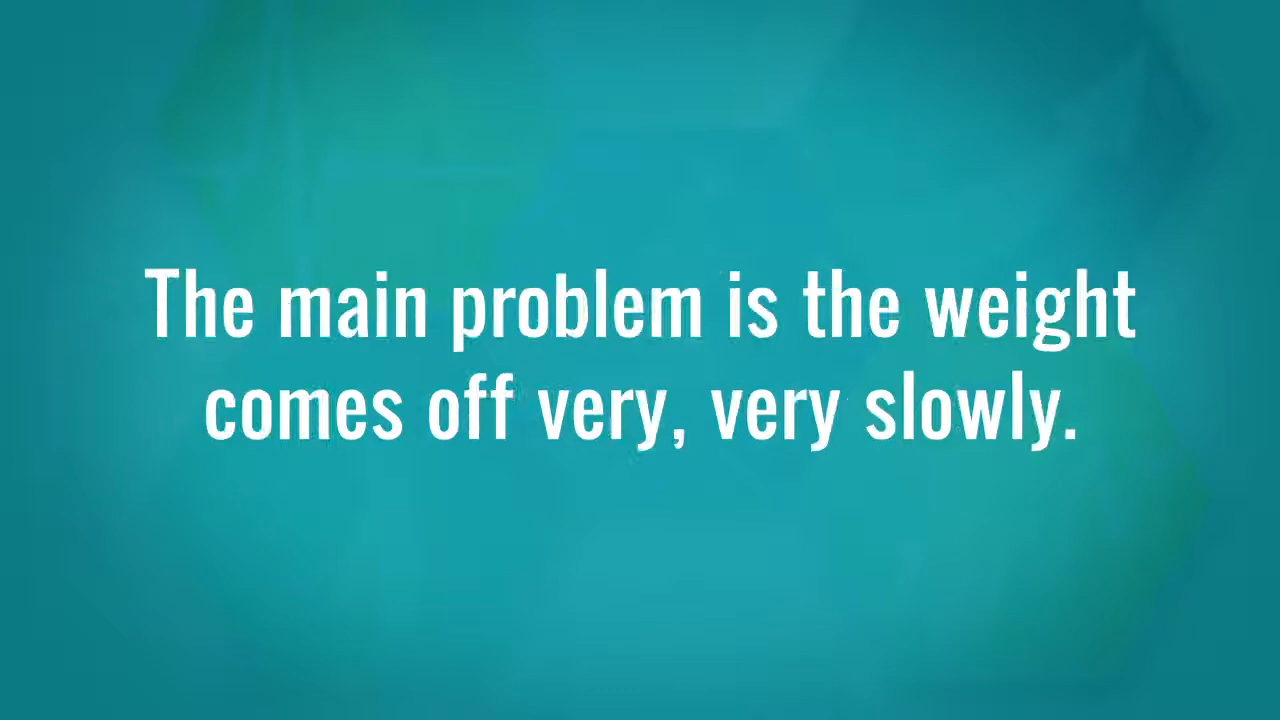 The main problem is the weight
comes off very, very slowly.